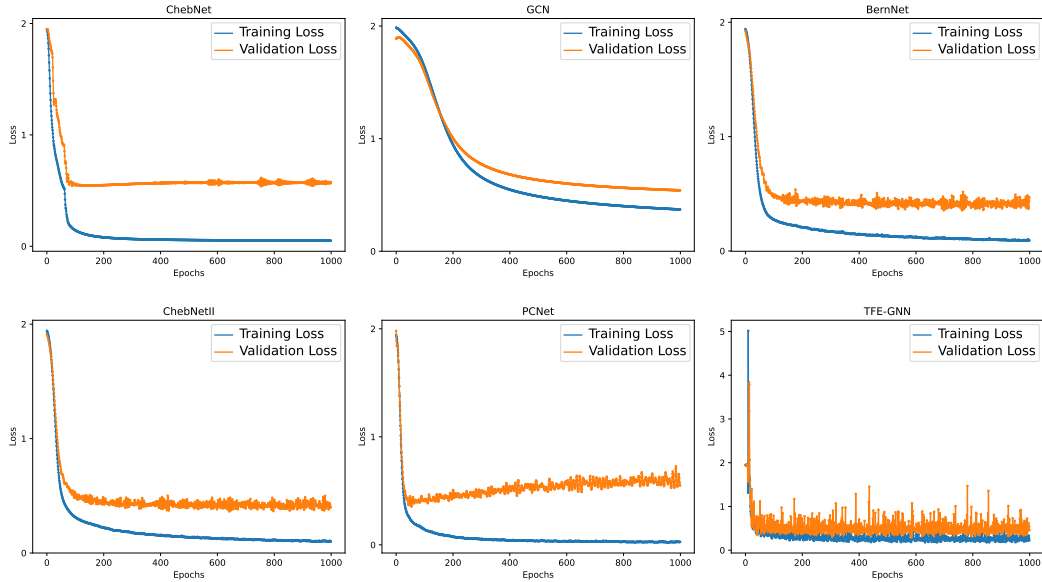 ChebNet
2
1
0
Loss
Training Loss
Validation Loss
0 200 400 600 800 1000
Epochs
GCN
2
1
0
Loss
Training Loss
Validation Loss
0 200 400 600 800 1000
Epochs
BernNet
2
1
0
Loss
Training Loss
Validation Loss
0 200 400 600 800 1000
Epochs
ChebNetII
2
1
0
Loss
Training Loss
Validation Loss
0 200 400 600 800 1000
Epochs
PCNet
2
1
0
Loss
Training Loss
Validation Loss
0 200 400 600 800 1000
Epochs
TFE-GNN
5
4
3
2
1
0
Loss
Training Loss
Validation Loss
0 200 400 600 800 1000
Epochs